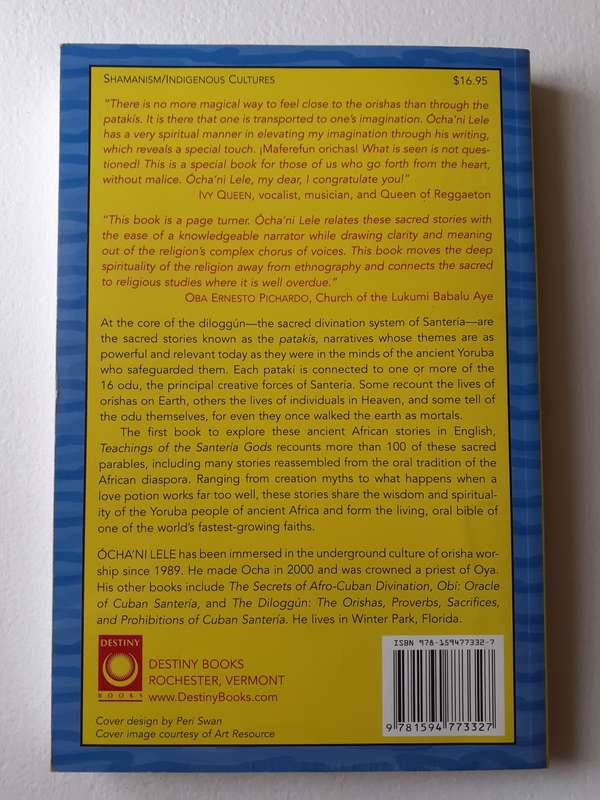 SHAMANISM/INDIGENOUS CULTURES $16.95
"There is no more magical way to feel close to the orishas than through the
patakís. It is there that one is transported to one's imagination. Ócha'ni Lele
has a very spiritual manner in elevating my imagination through his writing,
which reveals a special touch. ¡Maferefun orichas! What is seen is not ques-
tioned! This is a special book for those of us who go forth from the heart,
without malice. Ócha'ni Lele, my dear, I congratulate you!"
IVY QUEEN, vocalist, musician, and Queen of Reggaeton
"This book is a page turner. Ócha'ni Lele relates these sacred stories with
the ease of a knowledgeable narrator while drawing clarity and meaning
out of the religion's complex chorus of voices. This book moves the deep
spirituality of the religion away from ethnography and connects the sacred
to religious studies where it is well overdue."
OBA ERNESTO PICHARDO, Church of the Lukumi Babalu Aye
At the core of the diloggún—the sacred divination system of Santería—are
the sacred stories known as the patakís, narratives whose themes are as
powerful and relevant today as they were in the minds of the ancient Yoruba
who safeguarded them. Each patakí is connected to one or more of the
16 odu, the principal creative forces of Santería. Some recount the lives of
orishas on Earth, others the lives of individuals in Heaven, and some tell of
the odu themselves, for even they once walked the earth as mortals.
The first book to explore these ancient African stories in English,
Teachings of the Santería Gods recounts more than 100 of these sacred
parables, including many stories reassembled from the oral tradition of the
African diaspora. Ranging from creation myths to what happens when a
love potion works far too well, these stories share the wisdom and spiritual-
ity of the Yoruba people of ancient Africa and form the living, oral bible of
one of the world's fastest-growing faiths.
ÓCHA'NI LELE has been immersed in the underground culture of orisha wor-
ship since 1989. He made Ocha in 2000 and was crowned a priest of Oya.
His other books include The Secrets of Afro-Cuban Divination, Obí: Oracle
of Cuban Santería, and The Diloggún: The Orishas, Proverbs, Sacrifices,
and Prohibitions of Cuban Santería. He lives in Winter Park, Florida.
DESTINY
BOOKS
DESTINY BOOKS
ROCHESTER, VERMONT
www.DestinyBooks.com
Cover design by Peri Swan
Cover image courtesy of Art Resource
ISBN 978-159477332-7
9 781594 773327